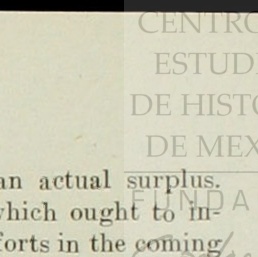 CENTRO
ESTUD
DE HISTO
DE MEX
FUNDA
an actual surplus.
which ought to in-
forts in the coming